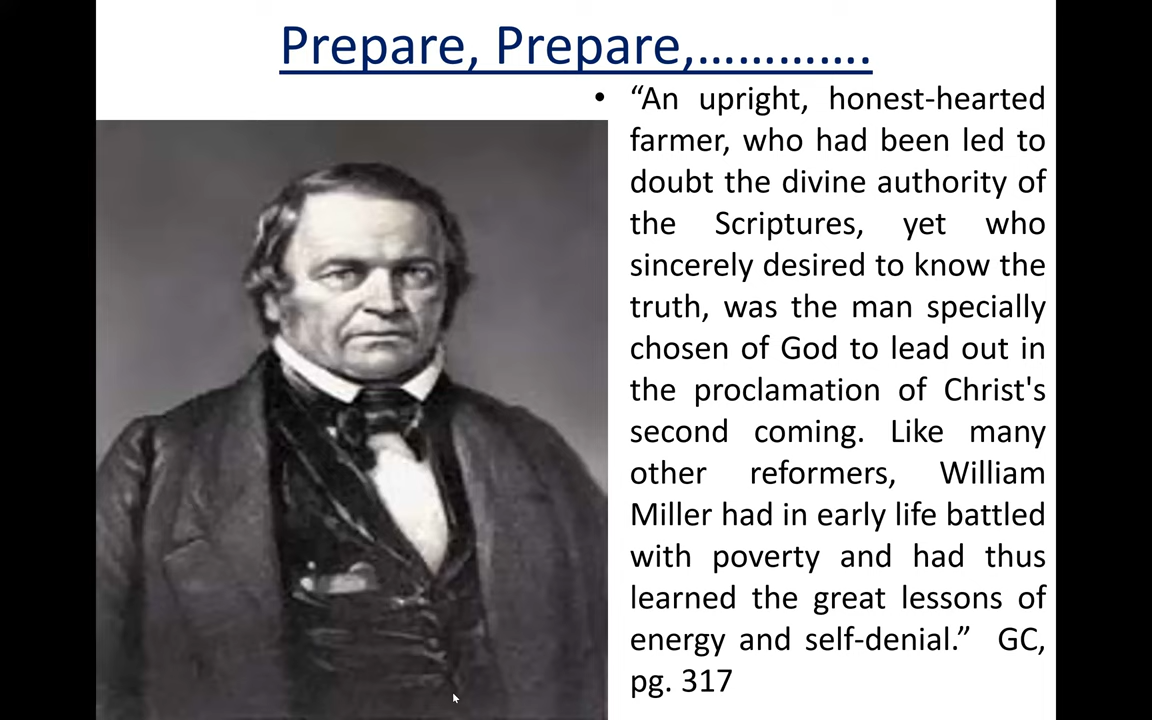 Prepare, Prepare,.............
• “An upright, honest-hearted
farmer, who had been led to
doubt the divine authority of
the Scriptures, yet who
sincerely desired to know the
truth, was the man specially
chosen of God to lead out in
the proclamation of Christ's
second coming. Like many
other reformers, William
Miller had in early life battled
with poverty and had thus
learned the great lessons of
energy and self-denial.” GC,
pg. 317